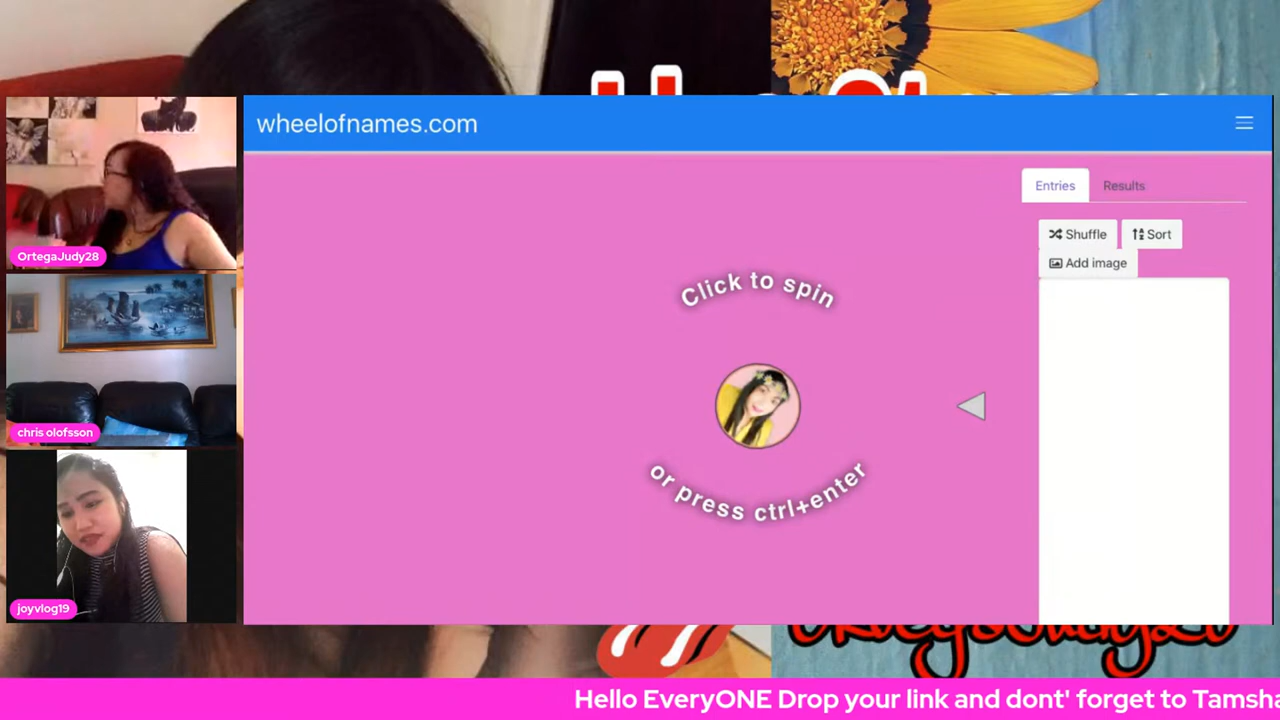 wheelofnames.com
Entries
Results
Shuffle
Sort
Add image
Click to spin
or press ctrl+enter
OrtegaJudy28
chris olofsson
joyvlog19
Hello EveryONE Drop your link and dont' forget to